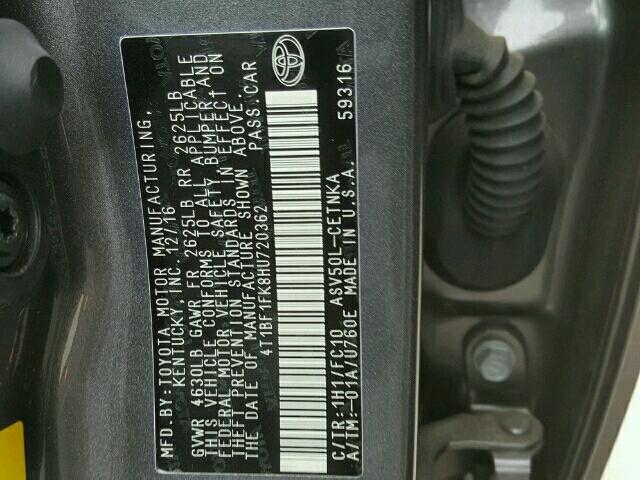 MFD. BY: TOYOTA MOTOR MANUFACTURING,
KENTUCKY, INC. 12/16
GVWR 4630LB GAWR FR 2625LB RR 2625LB
THIS VEHICLE CONFORMS TO ALL APPLICABLE
FEDERAL MOTOR VEHICLE SAFETY, BUMPER AND
THEFT PREVENTION STANDARDS IN EFFECT ON
THE DATE OF MANUFACTURE SHOWN ABOVE.
4T1BF1FK8HU720362 PASS.CAR
C/TR: 1H1/FC10 ASV50L-CETNKA
A/TM: -01A/U760E MADE IN U.S.A.
59316